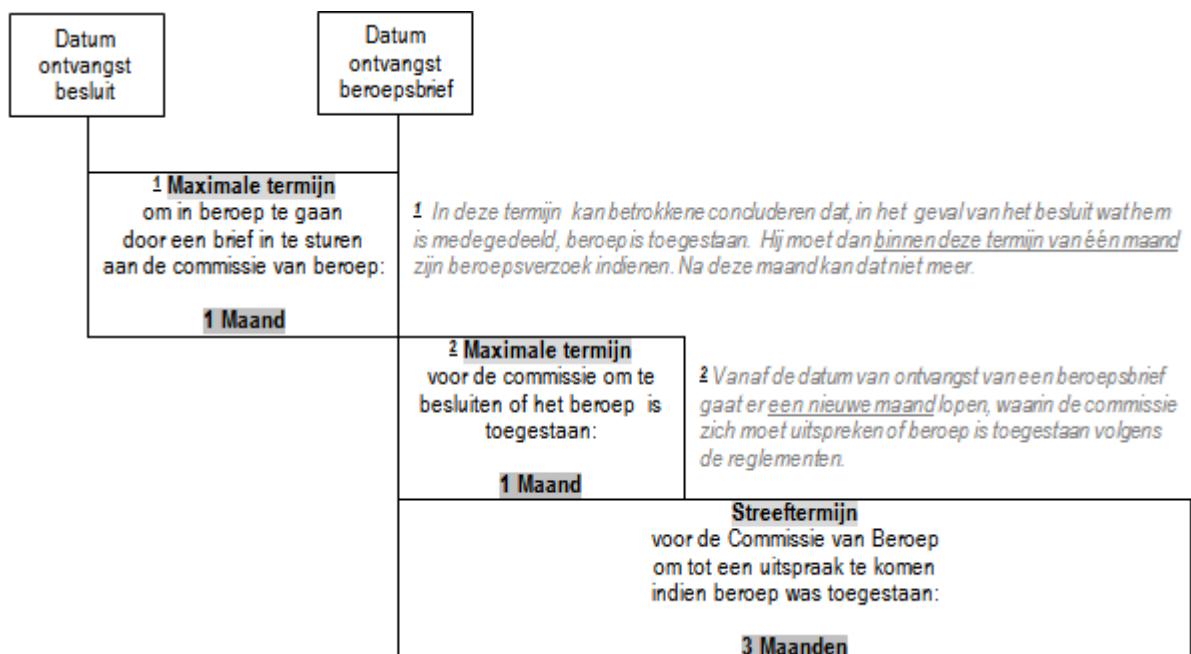 Datum
ontvangst
besluit
Datum
ontvangst
beroepsbrief
1 Maximale termijn
om in beroep te gaan
door een brief in te sturen
aan de commissie van beroep:
1 Maand
1 In deze termijn kan betrokkene concluderen dat, in het geval van het besluit wat hem
is medegedeeld, beroep is toegestaan. Hij moet dan binnen deze termijn van één maand
zijn beroepsverzoek indienen. Na deze maand kan dat niet meer.
2 Maximale termijn
voor de commissie om te
besluiten of het beroep is
toegestaan:
1 Maand
2 Vanaf de datum van ontvangst van een beroepsbrief
gaat er een nieuwe maand lopen, waarin de commissie
zich moet uitspreken of beroep is toegestaan volgens
de reglementen.
Streeftermijn
voor de Commissie van Beroep
om tot een uitspraak te komen
indien beroep was toegestaan:
3 Maanden